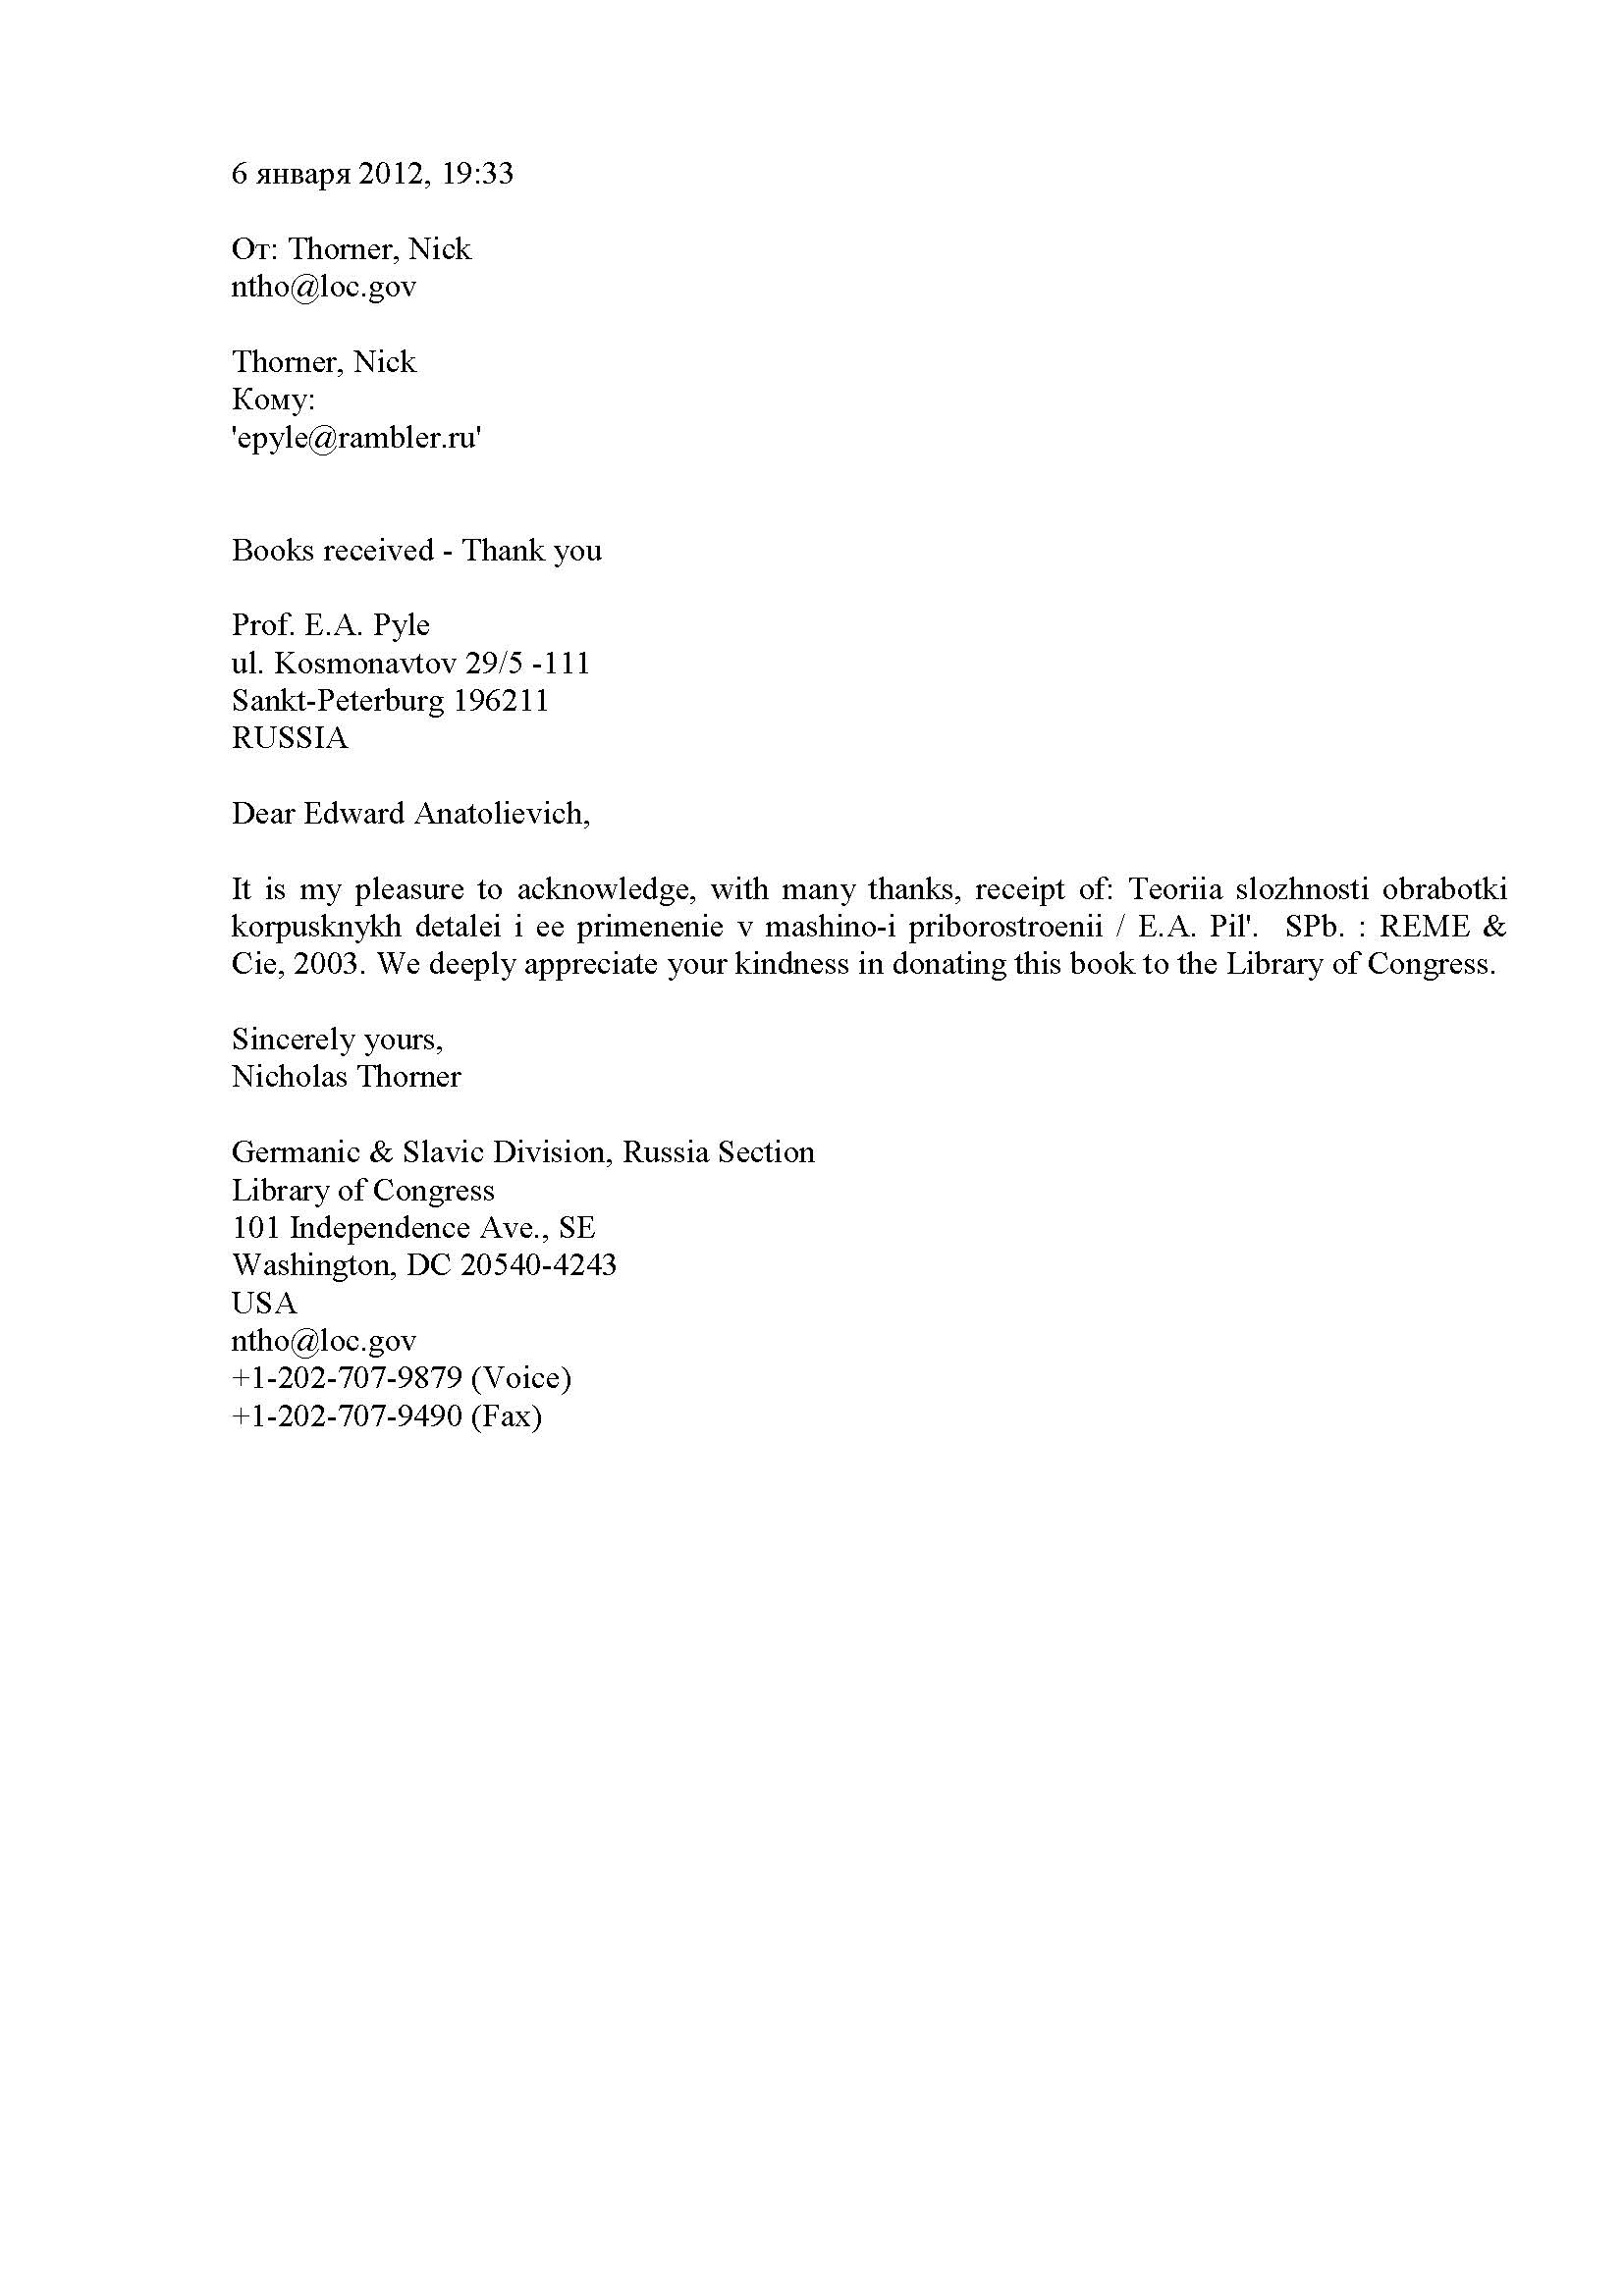 6 января 2012, 19:33
От: Thorner, Nick
ntho@loc.gov
Thorner, Nick
Кому:
'epyle@rambler.ru'
Books received - Thank you
Prof. E.A. Pyle
ul. Kosmonavtov 29/5 -111
Sankt-Peterburg 196211
RUSSIA
Dear Edward Anatolievich,
It is my pleasure to acknowledge, with many thanks, receipt of: Teoriia slozhnosti obrabotki
korpusknykh detalei i ee primenenie v mashino-i priborostroenii / E.A. Pil'. SPb. : REME &
Cie, 2003. We deeply appreciate your kindness in donating this book to the Library of Congress.
Sincerely yours,
Nicholas Thorner
Germanic & Slavic Division, Russia Section
Library of Congress
101 Independence Ave., SE
Washington, DC 20540-4243
USA
ntho@loc.gov
+1-202-707-9879 (Voice)
+1-202-707-9490 (Fax)